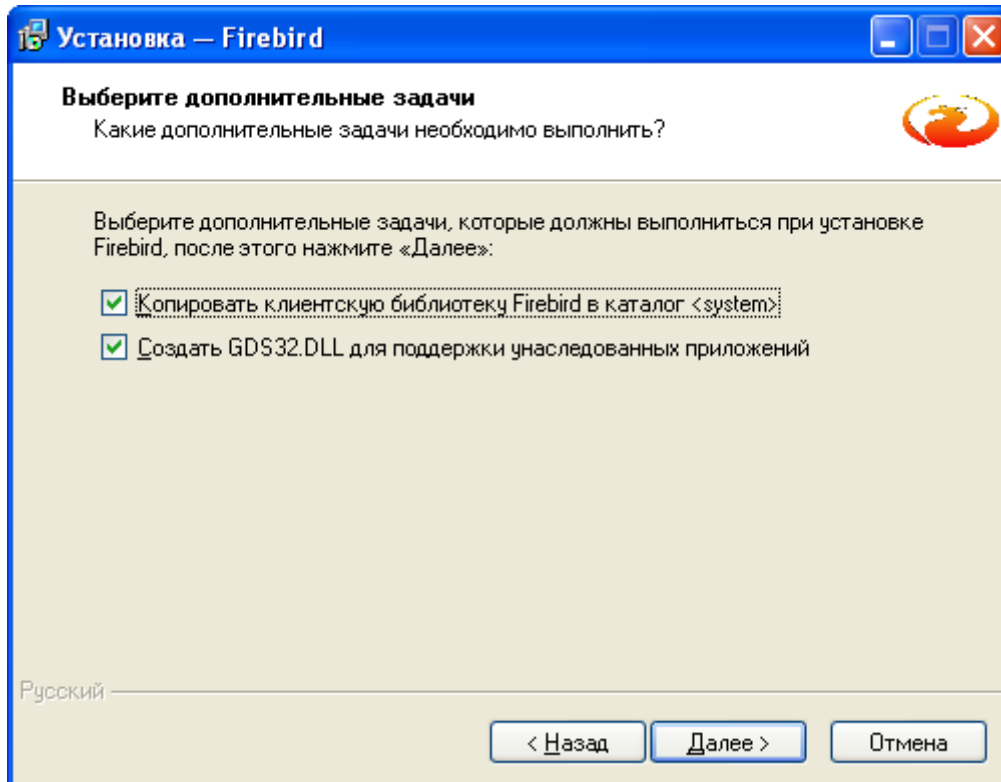 Установка — Firebird
Выберите дополнительные задачи
Какие дополнительные задачи необходимо выполнить?
Выберите дополнительные задачи, которые должны выполниться при установке
Firebird, после этого нажмите «Далее»:
Копировать клиентскую библиотеку Firebird в каталог <system>
Создать GDS32.DLL для поддержки унаследованных приложений
Русский
< Назад Далее > Отмена